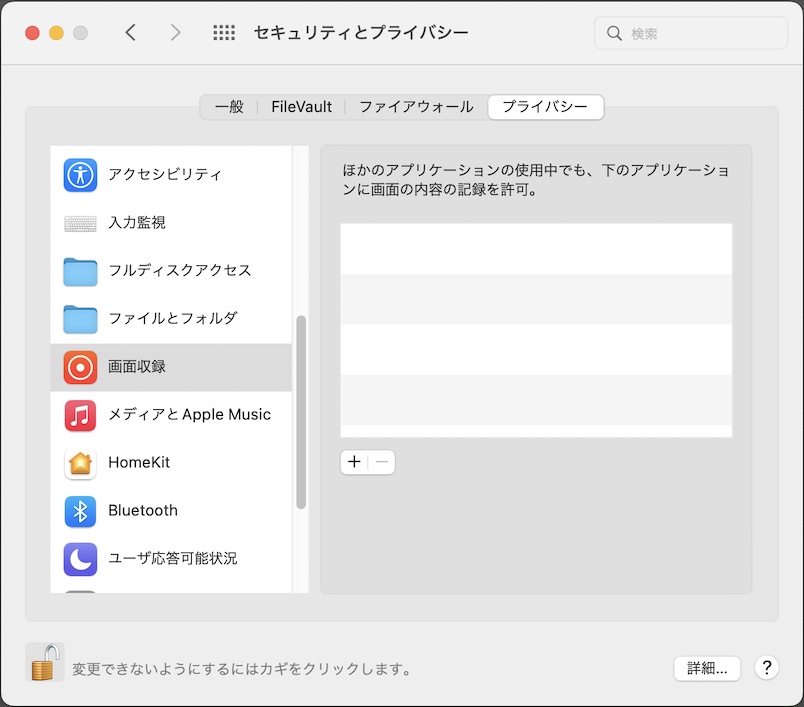 セキュリティとプライバシー
検索
一般
FileVault
ファイアウォール
プライバシー
アクセシビリティ
入力監視
フルディスクアクセス
ファイルとフォルダ
画面収録
メディアとApple Music
HomeKit
Bluetooth
ユーザ応答可能状況
ほかのアプリケーションの使用中でも、下のアプリケーショ
ンに画面の内容の記録を許可。
変更できないようにするにはカギをクリックします。
詳細...
?